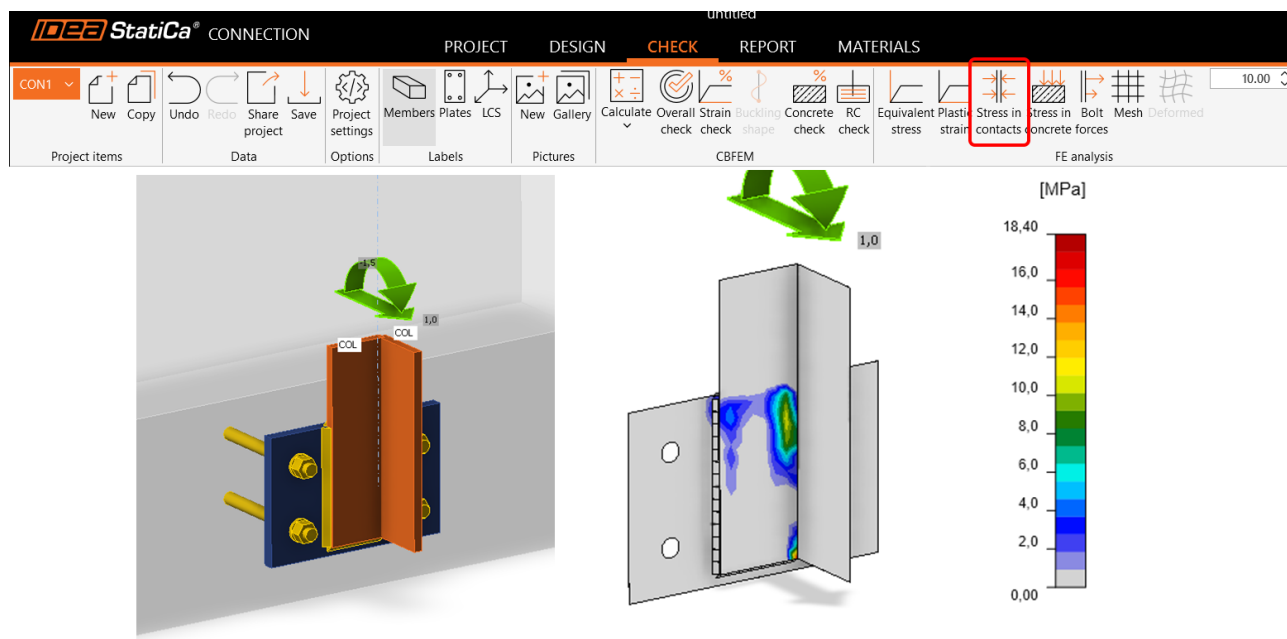 untitled
IDEA StatiCa® CONNECTION
PROJECT DESIGN CHECK REPORT MATERIALS
CON1
New Copy Undo Redo Share project Save Project settings Members Plates LCS New Gallery Calculate Overall check Strain check Buckling shape Concrete check RC check Equivalent stress Plastic strain Stress in contacts Stress in concrete Bolt forces Mesh Deformed 10.00
Project items Data Options Labels Pictures CBFEM FE analysis
-1,5
1,0
COL
COL
1,0
[MPa]
18,40
16,0
14,0
12,0
10,0
8,0
6,0
4,0
2,0
0,00